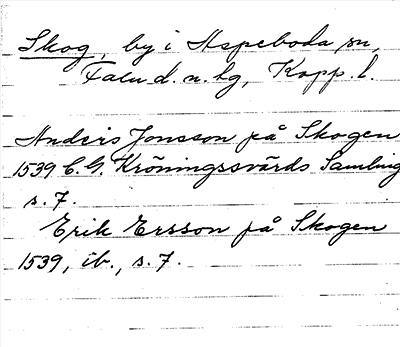 Skog, by i Aspeboda sn,
Falu d. n. lg, Kopp. l.
Anders Jonsson på Skogen
1539 C. G. Kröningssvärds Samling
s. 7.
Erik Ersson på Skogen
1539, ib., s. 7.